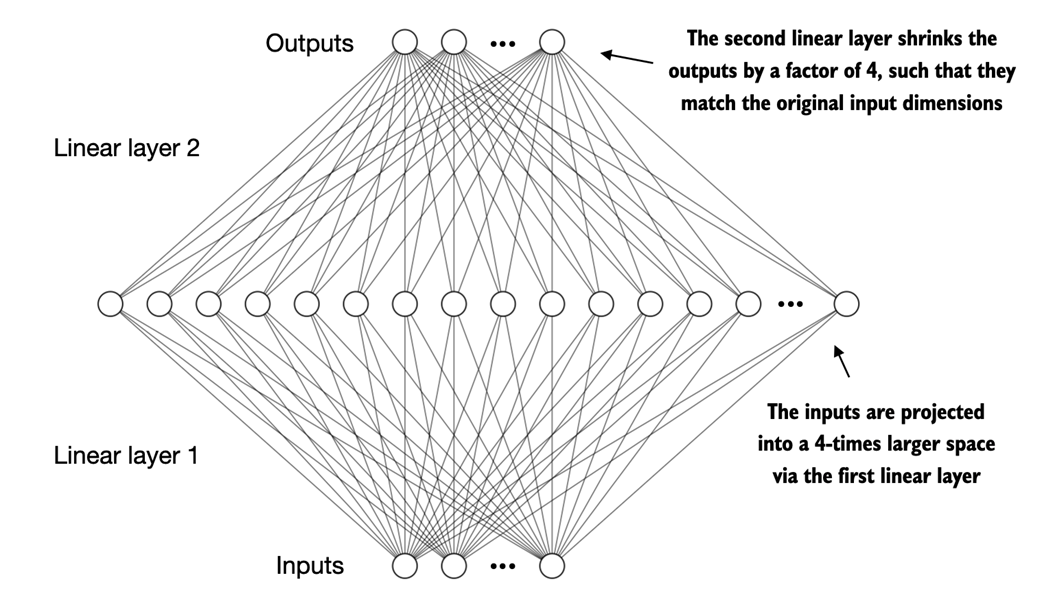 Outputs
The second linear layer shrinks the
outputs by a factor of 4, such that they
match the original input dimensions
Linear layer 2
•••
•••
The inputs are projected
into a 4-times larger space
via the first linear layer
Linear layer 1
Inputs
•••